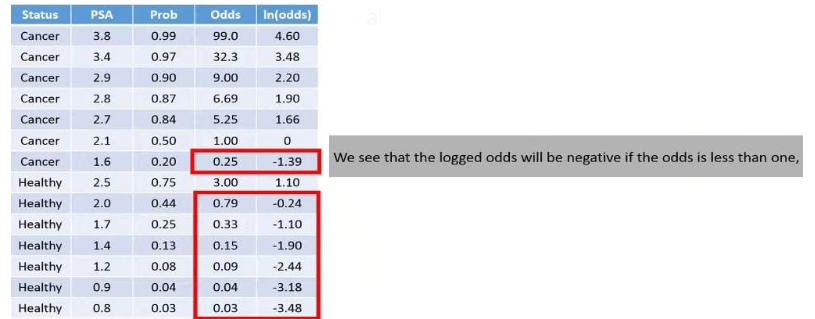 Status PSA Prob Odds ln(odds)
Cancer 3.8 0.99 99.0 4.60
Cancer 3.4 0.97 32.3 3.48
Cancer 2.9 0.90 9.00 2.20
Cancer 2.8 0.87 6.69 1.90
Cancer 2.7 0.84 5.25 1.66
Cancer 2.1 0.50 1.00 0
Cancer 1.6 0.20 0.25 -1.39
We see that the logged odds will be negative if the odds is less than one,
Healthy 2.5 0.75 3.00 1.10
Healthy 2.0 0.44 0.79 -0.24
Healthy 1.7 0.25 0.33 -1.10
Healthy 1.4 0.13 0.15 -1.90
Healthy 1.2 0.08 0.09 -2.44
Healthy 0.9 0.04 0.04 -3.18
Healthy 0.8 0.03 0.03 -3.48